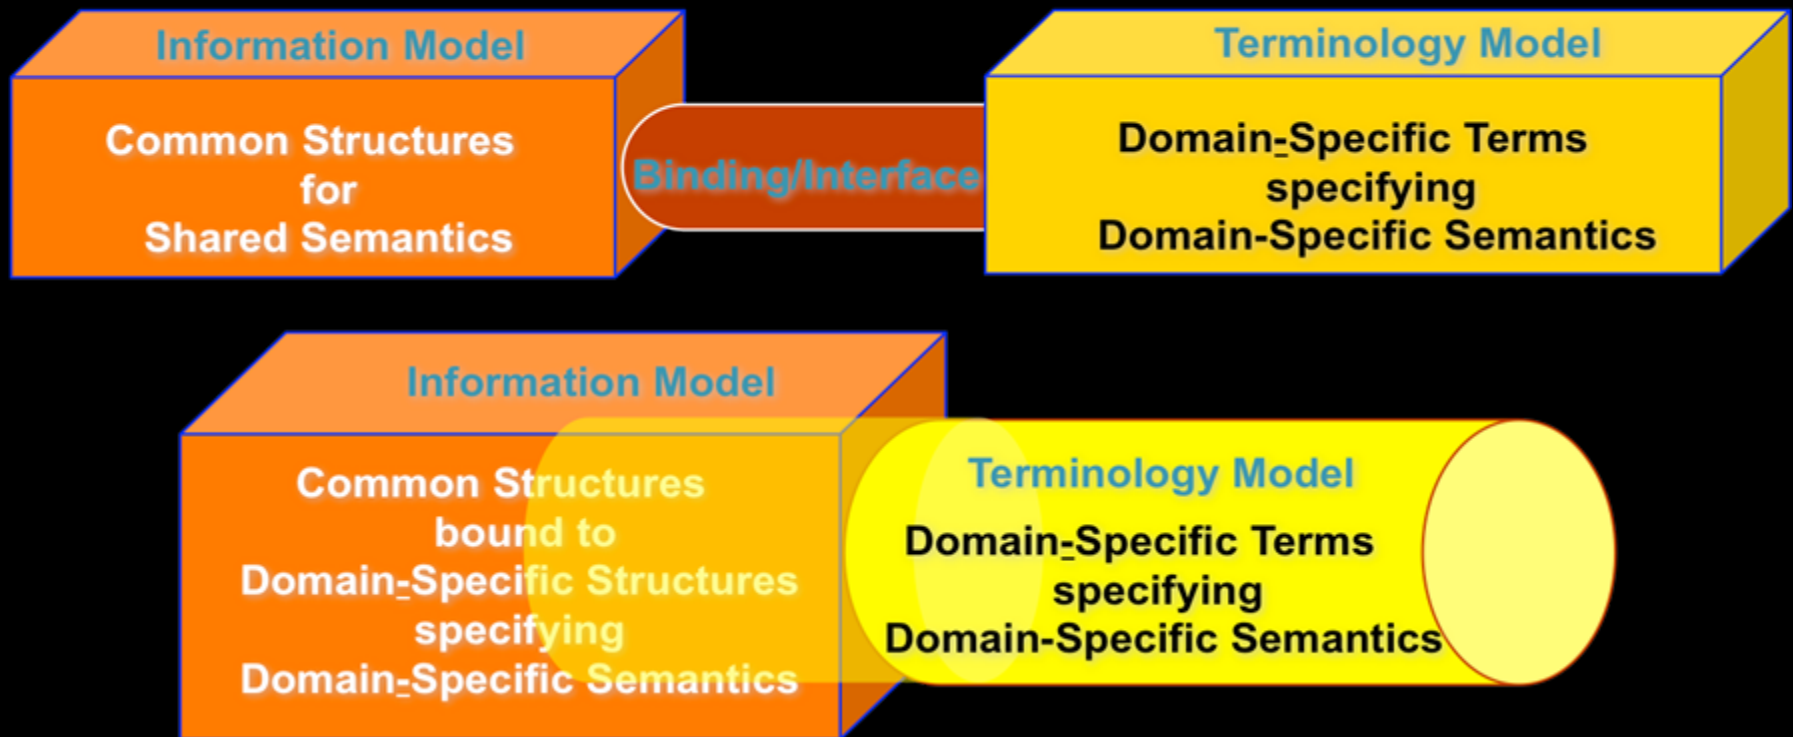 Information Model
Common Structures
for
Shared Semantics
Binding/Interface
Terminology Model
Domain-Specific Terms
specifying
Domain-Specific Semantics
Information Model
Common Structures
bound to
Domain-Specific Structures
specifying
Domain-Specific Semantics
Terminology Model
Domain-Specific Terms
specifying
Domain-Specific Semantics